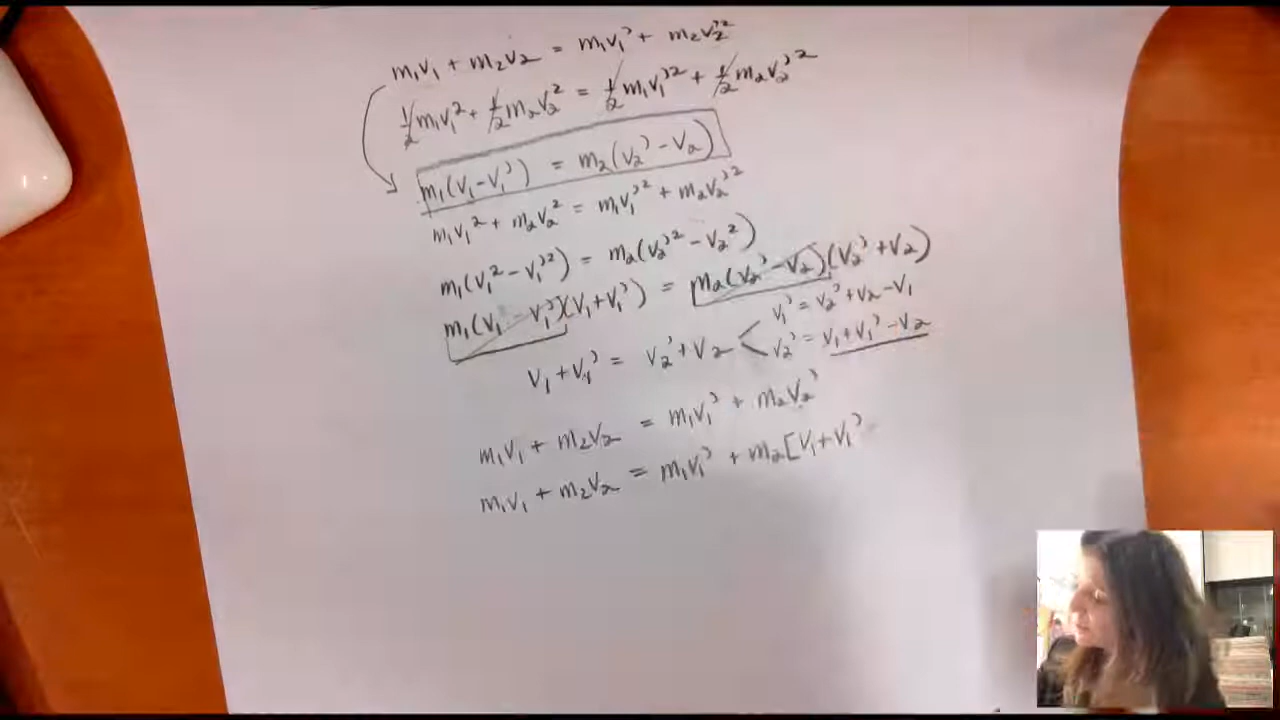 m₁v₁ + m₂v₂ = m₁v₁' + m₂v₂'
½m₁v₁² + ½m₂v₂² = ½m₁v₁'² + ½m₂v₂'²
m₁(v₁-v₁') = m₂(v₂'-v₂)
m₁v₁² + m₂v₂² = m₁v₁'² + m₂v₂'²
m₁(v₁²-v₁'²) = m₂(v₂'²-v₂²)
m₁(v₁-v₁')(v₁+v₁') = m₂(v₂'-v₂)(v₂'+v₂)
v₁+v₁' = v₂'+v₂ <
v₁' = v₂'+v₂-v₁
v₂' = v₁+v₁'-v₂
m₁v₁ + m₂v₂ = m₁v₁' + m₂v₂'
m₁v₁ + m₂v₂ = m₁v₁' + m₂[v₁+v₁'